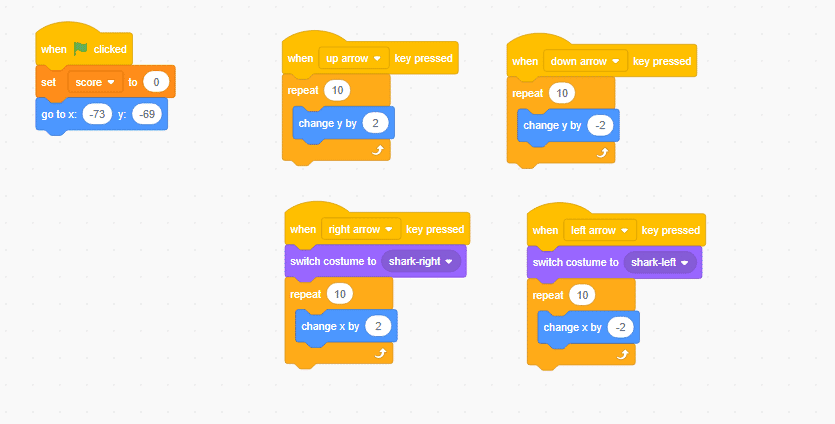 when clicked
set score to 0
go to x: -73 y: -69
when up arrow key pressed
repeat 10
change y by 2
when down arrow key pressed
repeat 10
change y by -2
when right arrow key pressed
switch costume to shark-right
repeat 10
change x by 2
when left arrow key pressed
switch costume to shark-left
repeat 10
change x by -2